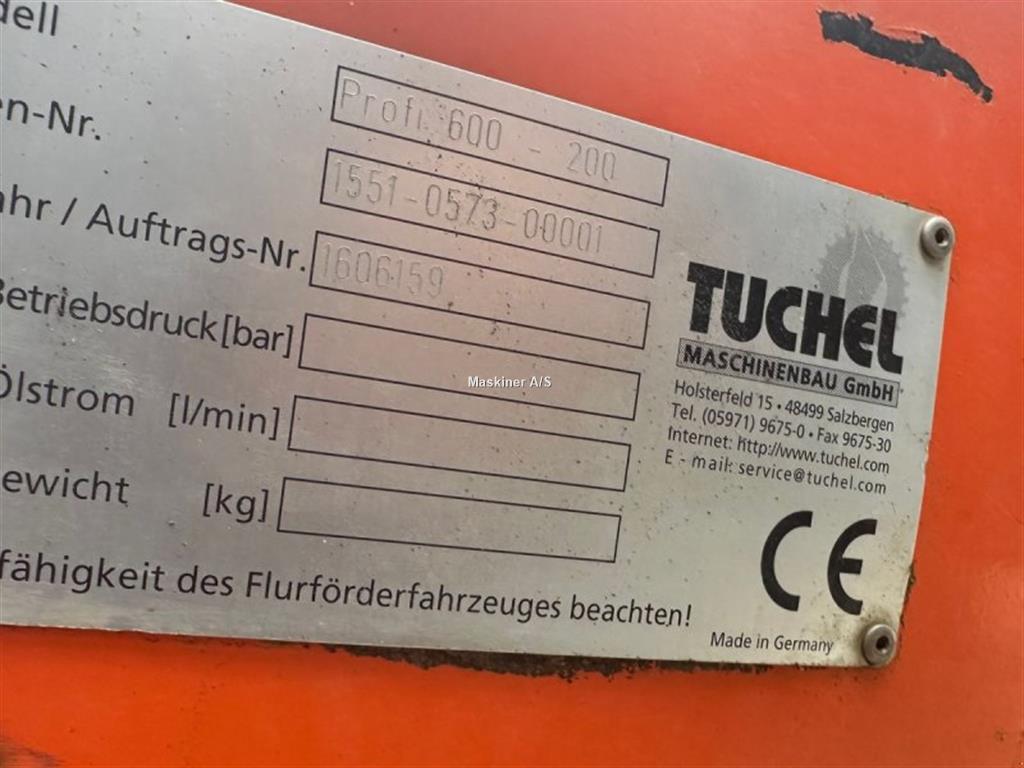 dell Profi 600 - 200
en-Nr. 1551-0573-00001
ahr / Auftrags-Nr. 1606159
Betriebsdruck [bar]
Ölstrom [l/min]
ewicht [kg]
fähigkeit des Flurförderfahrzeuges beachten!
TUCHEL
MASCHINENBAU GmbH
Holsterfeld 15 • 48499 Salzbergen
Tel. (05971) 9675-0 • Fax 9675-30
Internet: http://www.tuchel.com
E - mail: service@tuchel.com
CE
Made in Germany
Maskiner A/S